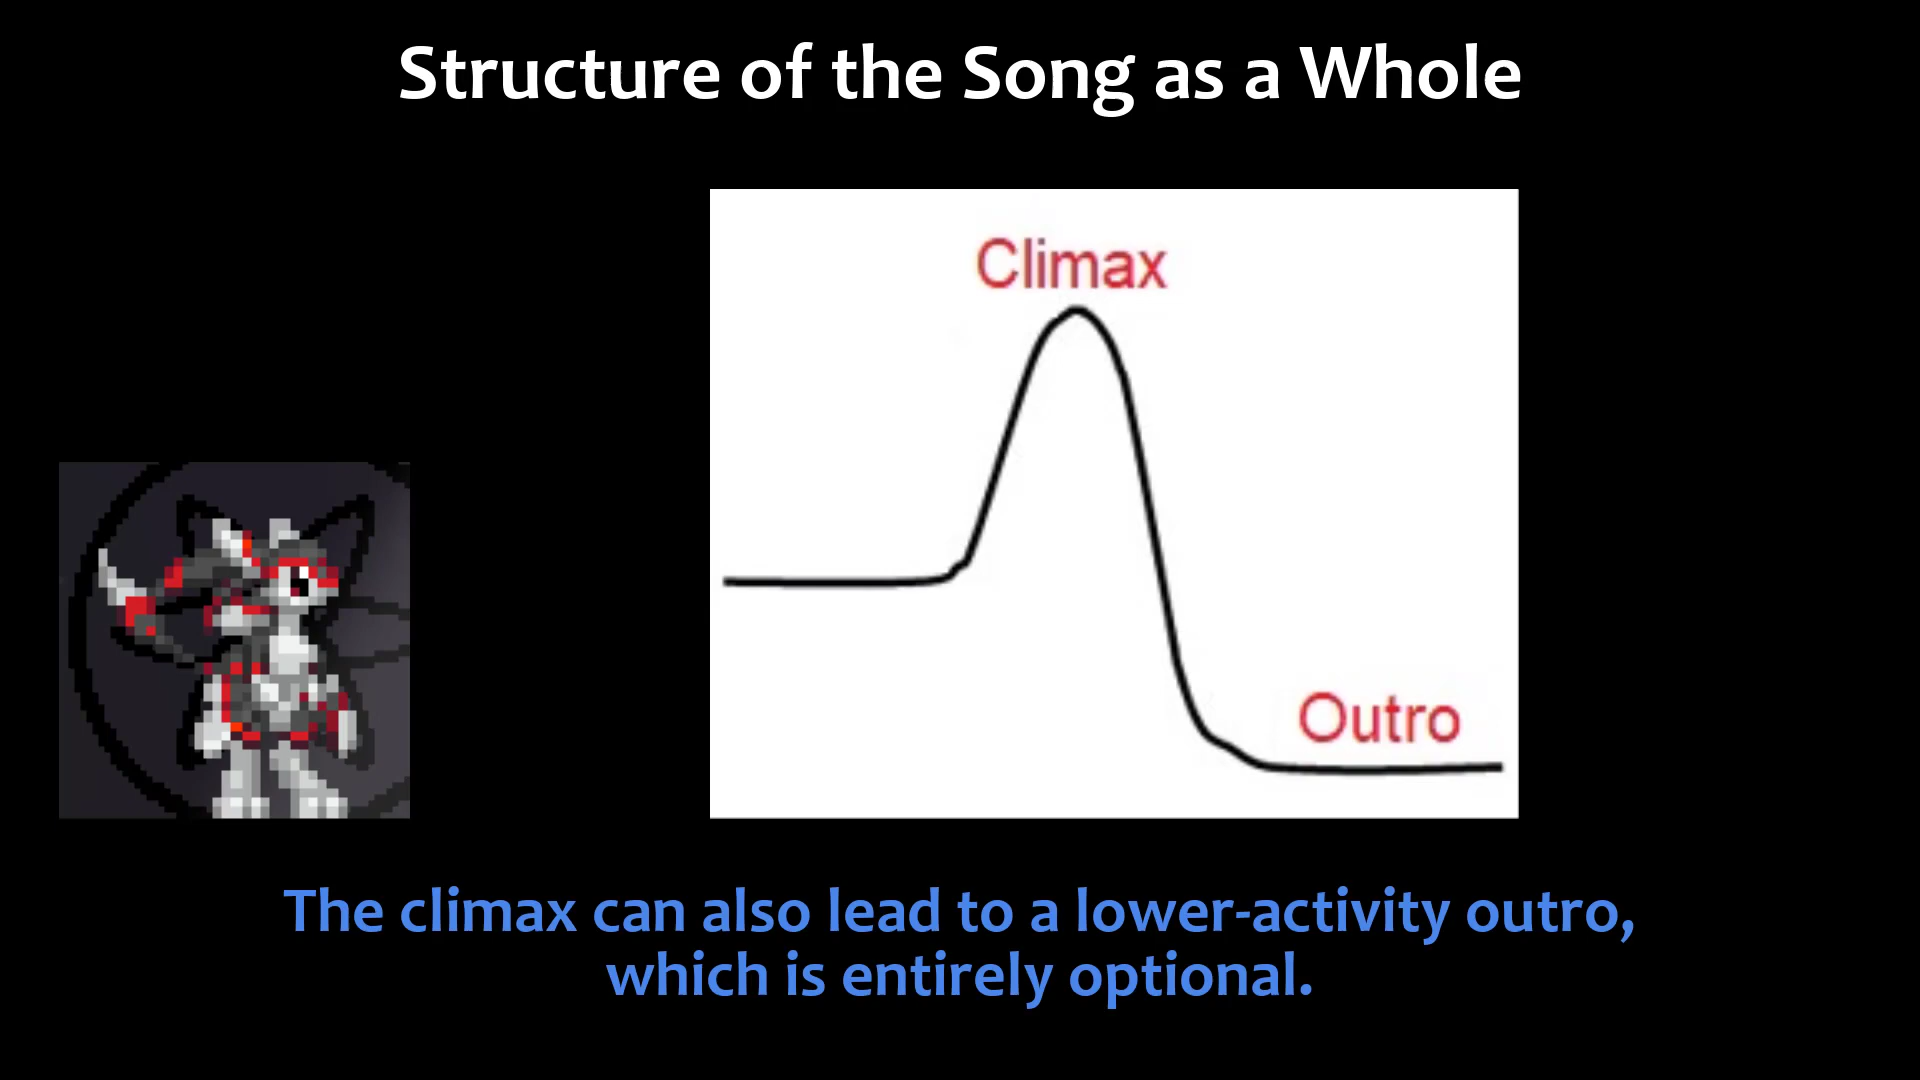 Structure of the Song as a Whole
Climax
Outro
The climax can also lead to a lower-activity outro,
which is entirely optional.